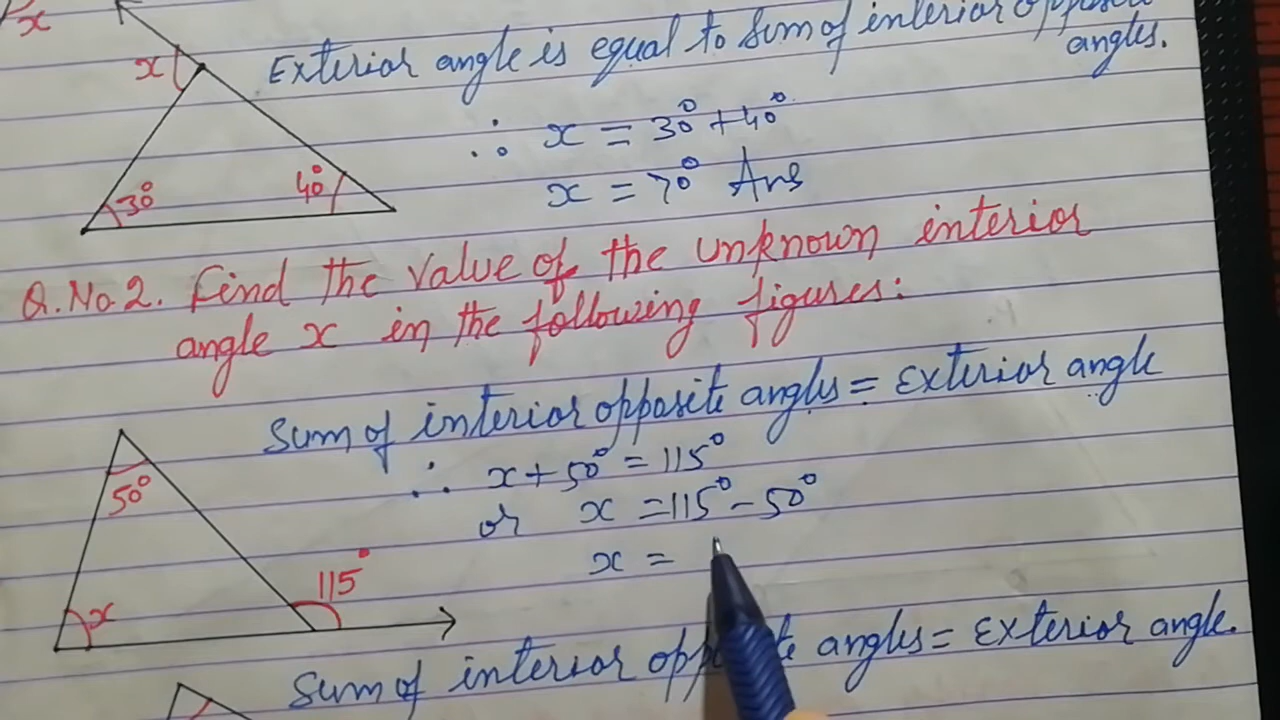 x
x
Exterior angle is equal to Sum of interior opposite
angles.
∴ x = 30° + 40°
x = 70° Ans
30°
40°
Q.No.2. Find the value of the unknown interior
angle x in the following figures:
Sum of interior opposite angles = Exterior angle
∴ x + 50° = 115°
or x = 115° - 50°
x =
50°
115°
x
Sum of interior angles = Exterior angle.